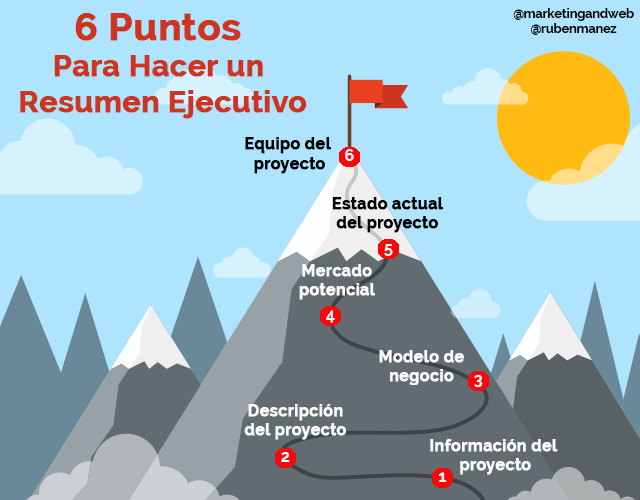 6 Puntos
Para Hacer un
Resumen Ejecutivo
@marketingandweb
@rubenmanez
Equipo del
proyecto
6
Estado actual
del proyecto
5
Mercado
potencial
4
Modelo de
negocio
3
Descripción
del proyecto
2
Información del
proyecto
1